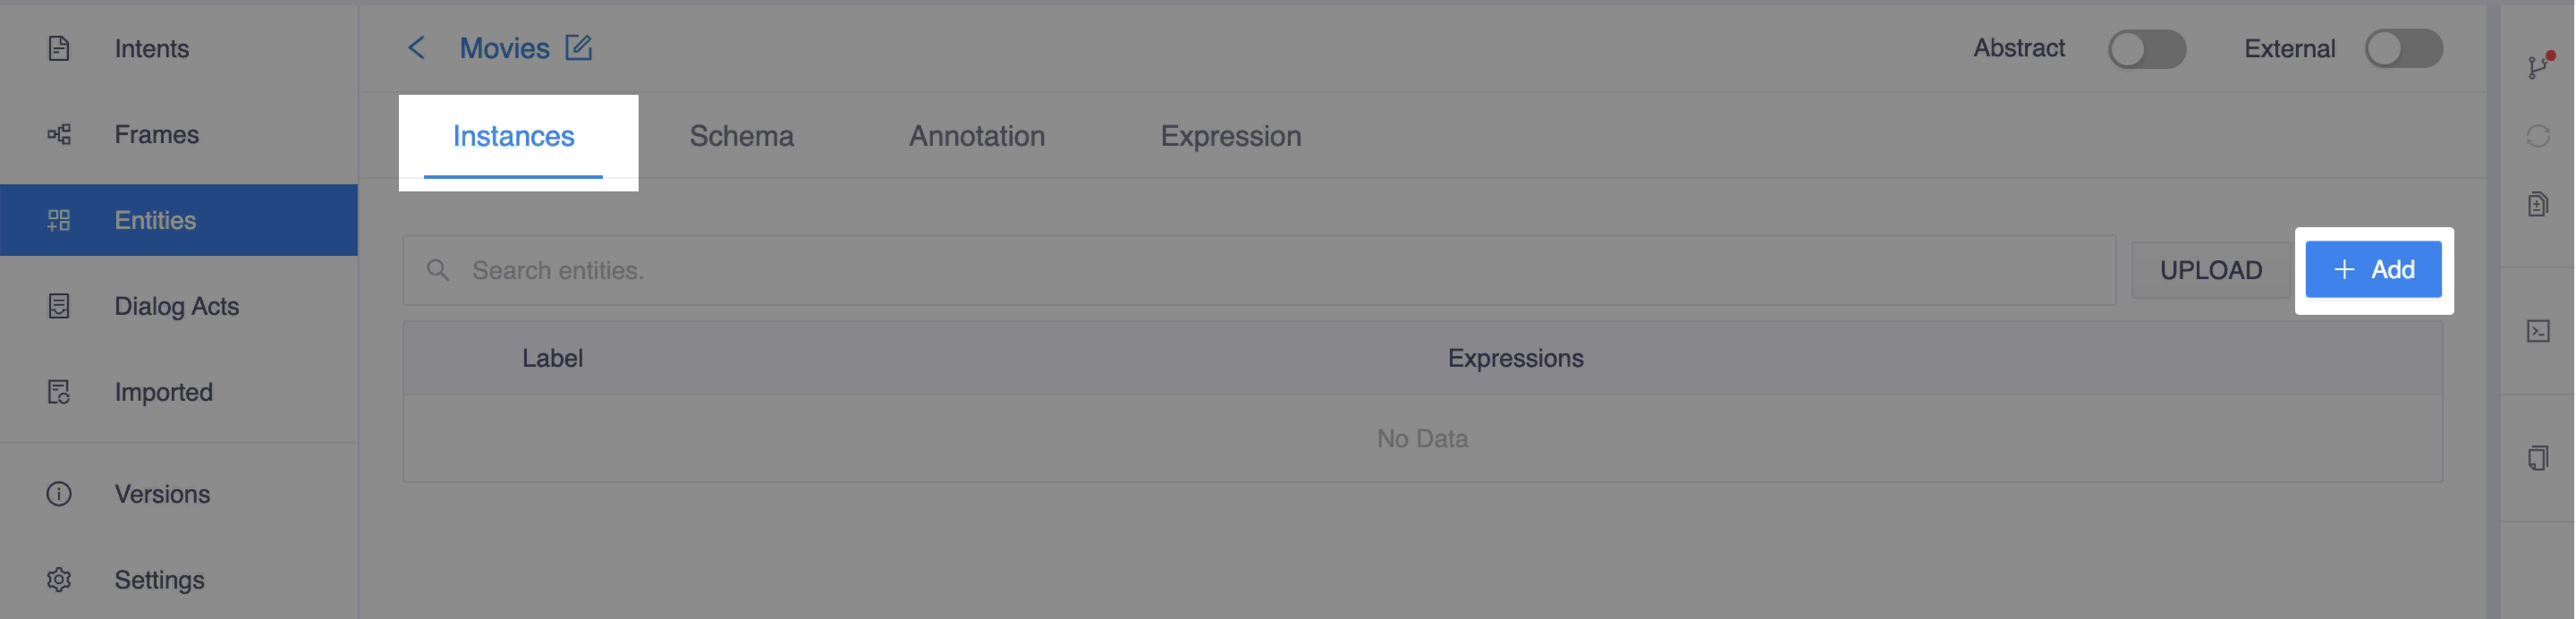 Intents
Frames
Entities
Dialog Acts
Imported
Versions
Settings
Movies
Abstract
External
Instances
Schema
Annotation
Expression
Search entities.
UPLOAD
+ Add
Label
Expressions
No Data